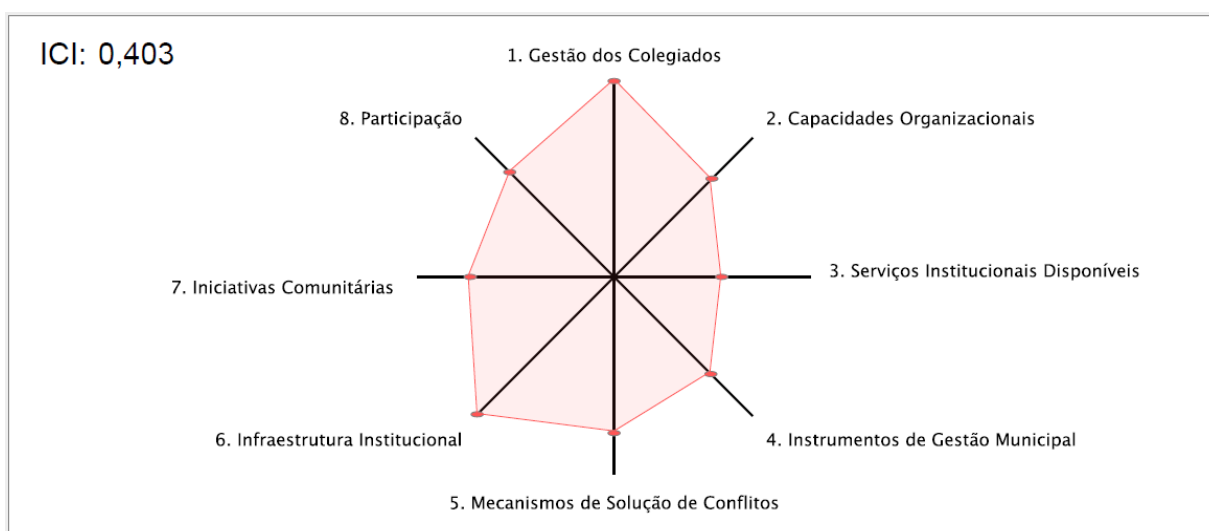 ICI: 0,403
1. Gestão dos Colegiados
2. Capacidades Organizacionais
3. Serviços Institucionais Disponíveis
4. Instrumentos de Gestão Municipal
5. Mecanismos de Solução de Conflitos
6. Infraestrutura Institucional
7. Iniciativas Comunitárias
8. Participação